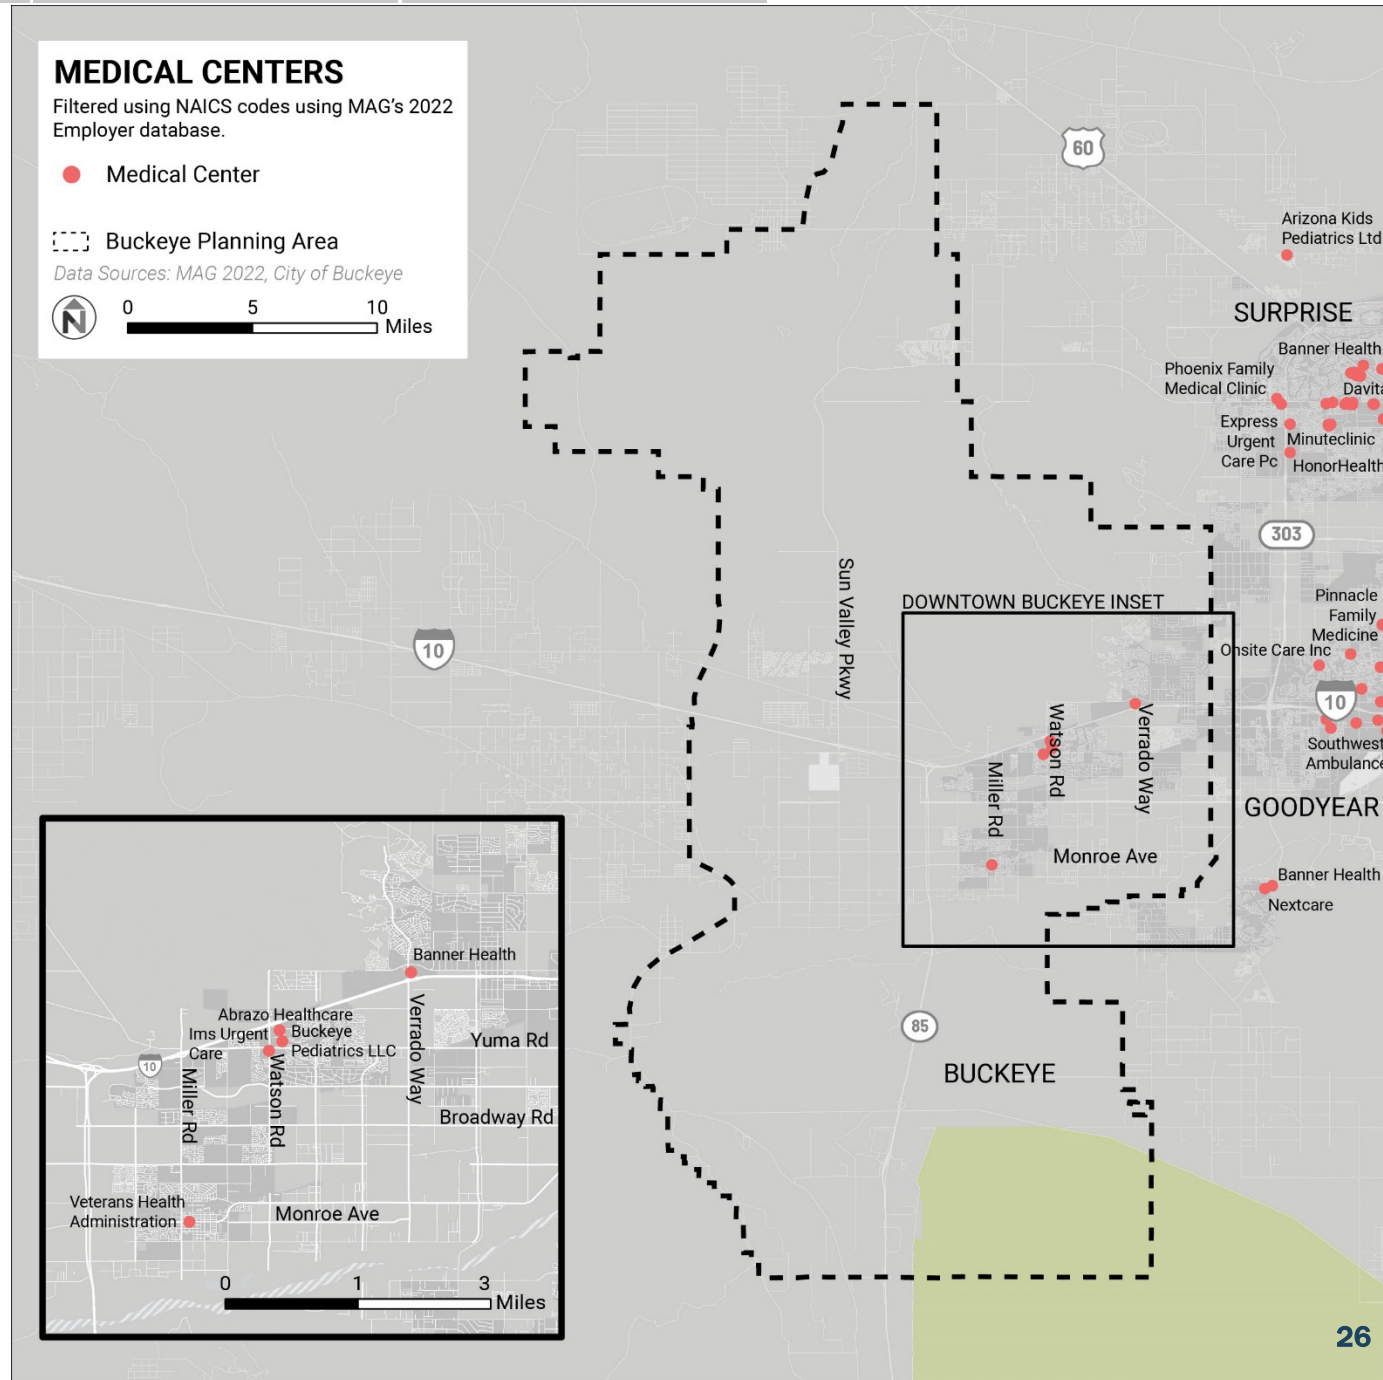 MEDICAL CENTERS
Filtered using NAICS codes using MAG's 2022
Employer database.
Medical Center
Buckeye Planning Area
Data Sources: MAG 2022, City of Buckeye
N
0 5 10
Miles
60
Arizona Kids
Pediatrics Ltd
SURPRISE
Banner Health
Phoenix Family
Medical Clinic
Davita
Express
Urgent
Care Pc
Minuteclinic
HonorHealth
303
Sun Valley Pkwy
DOWNTOWN BUCKEYE INSET
Pinnacle
Family
Medicine
Onsite Care Inc
10
10
Watson Rd
Verrado Way
Miller Rd
Southwest
Ambulance
GOODYEAR
Monroe Ave
Banner Health
Nextcare
85
BUCKEYE
Banner Health
Abrazo Healthcare
Ims Urgent
Care
Buckeye
Pediatrics LLC
Verrado Way
Yuma Rd
10
Miller Rd
Watson Rd
Broadway Rd
Veterans Health
Administration
Monroe Ave
0 1 3
Miles
26